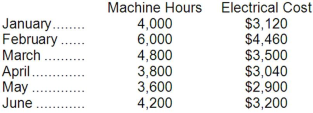 Machine Hours Electrical Cost
January........ 4,000 $3,120
February ...... 6,000 $4,460
March .......... 4,800 $3,500
April............. 3,800 $3,040
May ............. 3,600 $2,900
June ............ 4,200 $3,200